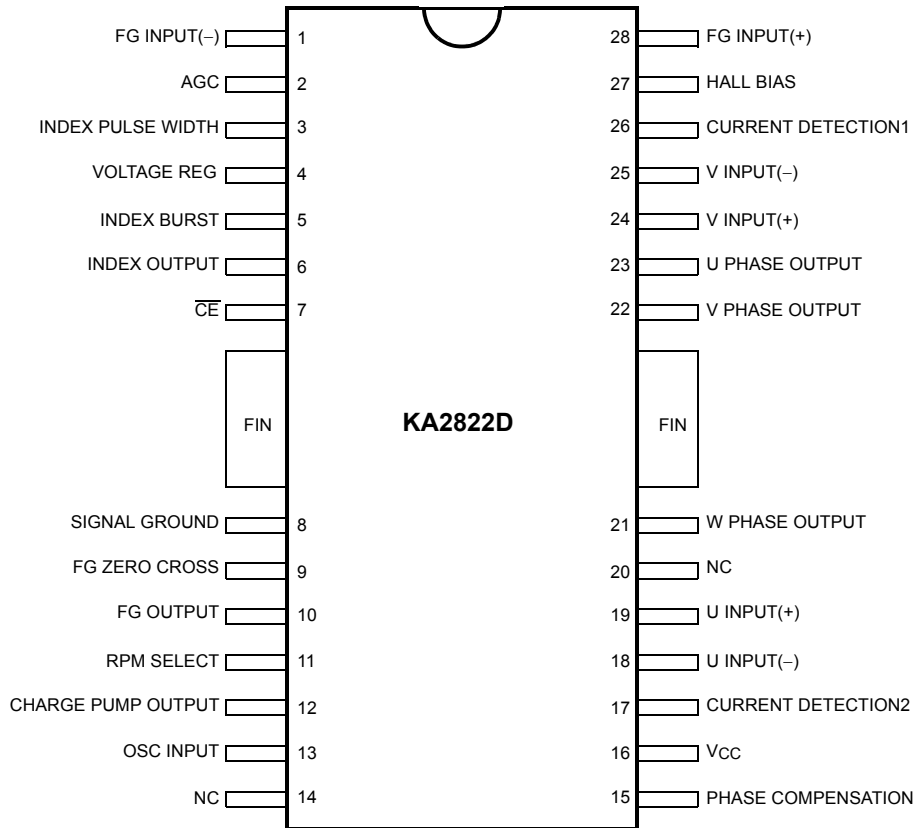 FG INPUT(−) 1 28 FG INPUT(+)
AGC 2 27 HALL BIAS
INDEX PULSE WIDTH 3 26 CURRENT DETECTION1
VOLTAGE REG 4 25 V INPUT(−)
INDEX BURST 5 24 V INPUT(+)
INDEX OUTPUT 6 23 U PHASE OUTPUT
CE 7 22 V PHASE OUTPUT
FIN KA2822D FIN
SIGNAL GROUND 8 21 W PHASE OUTPUT
FG ZERO CROSS 9 20 NC
FG OUTPUT 10 19 U INPUT(+)
RPM SELECT 11 18 U INPUT(−)
CHARGE PUMP OUTPUT 12 17 CURRENT DETECTION2
OSC INPUT 13 16 VCC
NC 14 15 PHASE COMPENSATION